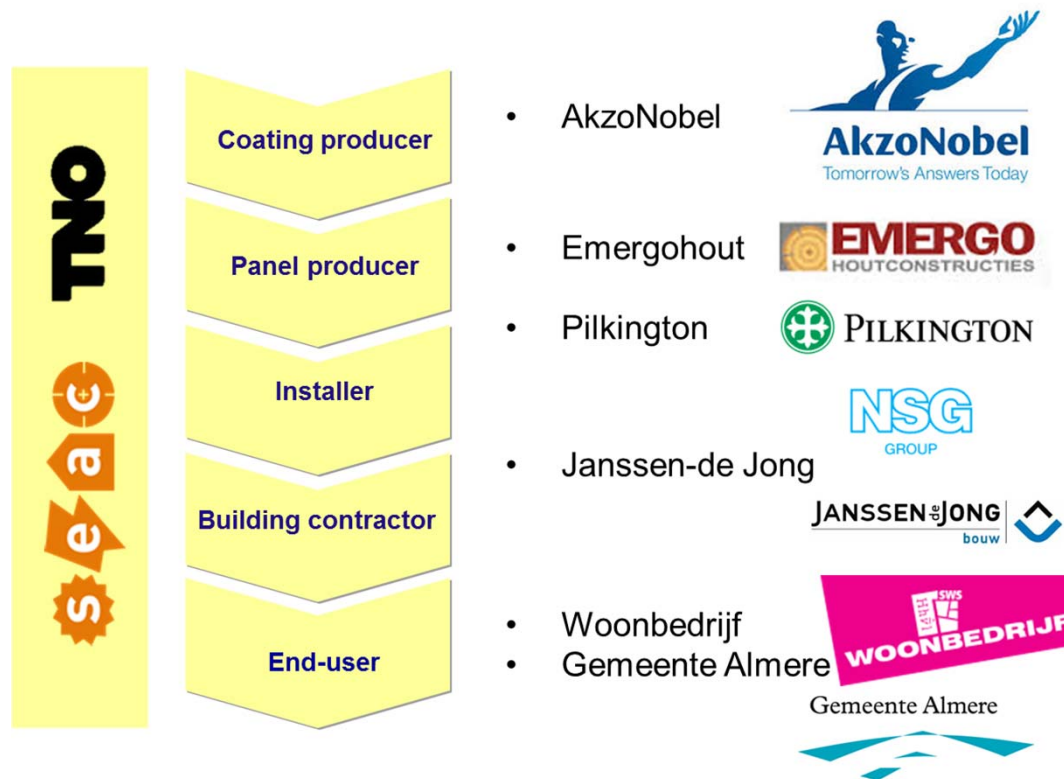 TNO
seac
Coating producer
Panel producer
Installer
Building contractor
End-user
• AkzoNobel
• Emergohout
• Pilkington
• Janssen-de Jong
• Woonbedrijf
• Gemeente Almere
AkzoNobel
Tomorrow's Answers Today
EMERGO
HOUTCONSTRUCTIES
PILKINGTON
NSG
GROUP
JANSSEN de JONG
bouw
SWS
Hhvl
WOONBEDRIJF
Gemeente Almere